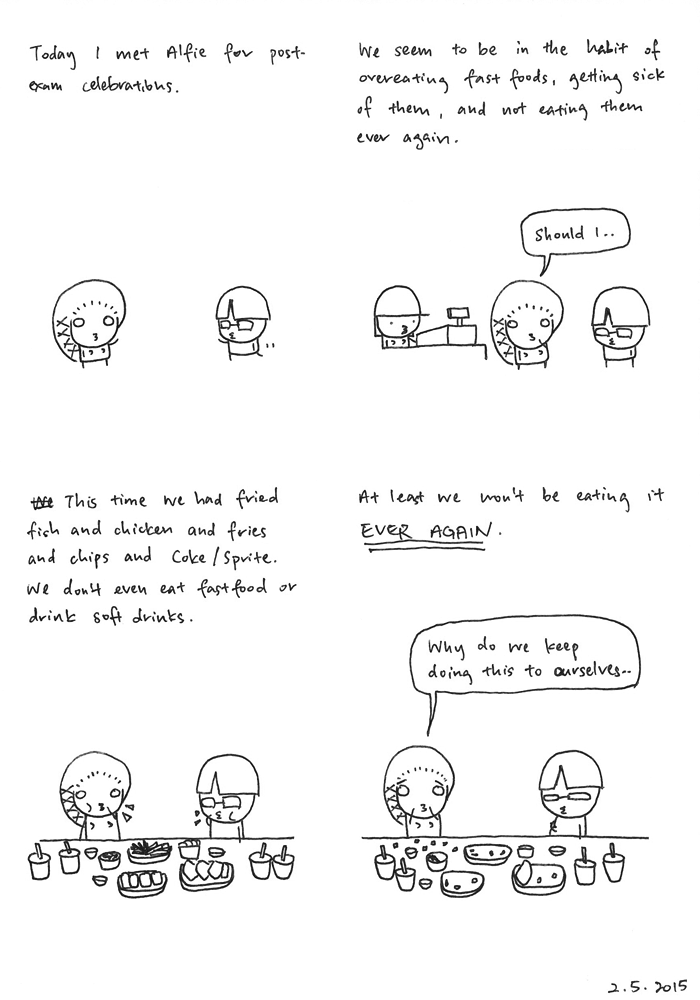 Today I met Alfie for post-
exam celebrations.
We seem to be in the habit of
overeating fast foods, getting sick
of them, and not eating them
ever again.
Should I..
This time we had fried
fish and chicken and fries
and chips and Coke/Sprite.
We don't even eat fastfood or
drink soft drinks.
At least we won't be eating it
EVER AGAIN.
Why do we keep
doing this to ourselves..
2.5.2015